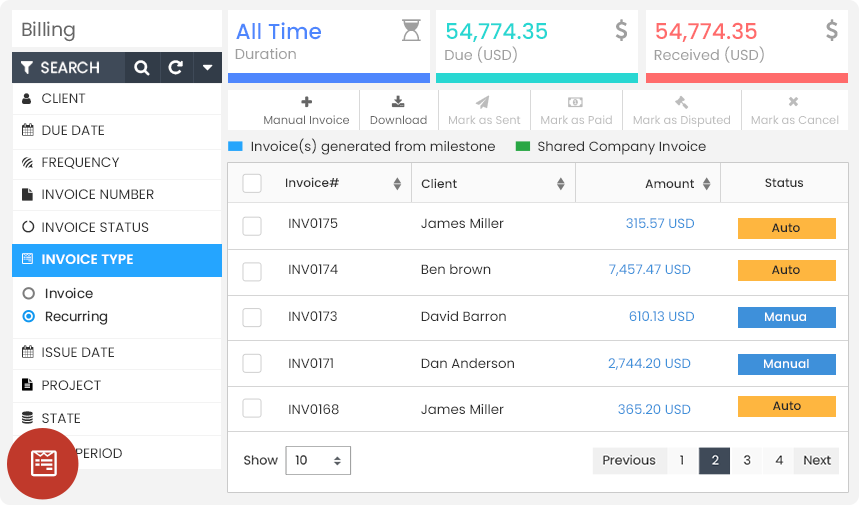 Billing
SEARCH
CLIENT
DUE DATE
FREQUENCY
INVOICE NUMBER
INVOICE STATUS
INVOICE TYPE
Invoice
Recurring
ISSUE DATE
PROJECT
STATE
PERIOD
All Time
Duration
54,774.35 $
Due (USD)
54,774.35 $
Received (USD)
Manual Invoice Download Mark as Sent Mark as Paid Mark as Disputed Mark as Cancel
Invoice(s) generated from milestone Shared Company Invoice
Invoice# Client Amount Status
INV0175 James Miller 315.57 USD Auto
INV0174 Ben brown 7,457.47 USD Auto
INV0173 David Barron 610.13 USD Manua
INV0171 Dan Anderson 2,744.20 USD Manual
INV0168 James Miller 365.20 USD Auto
Show 10 Previous 1 2 3 4 Next